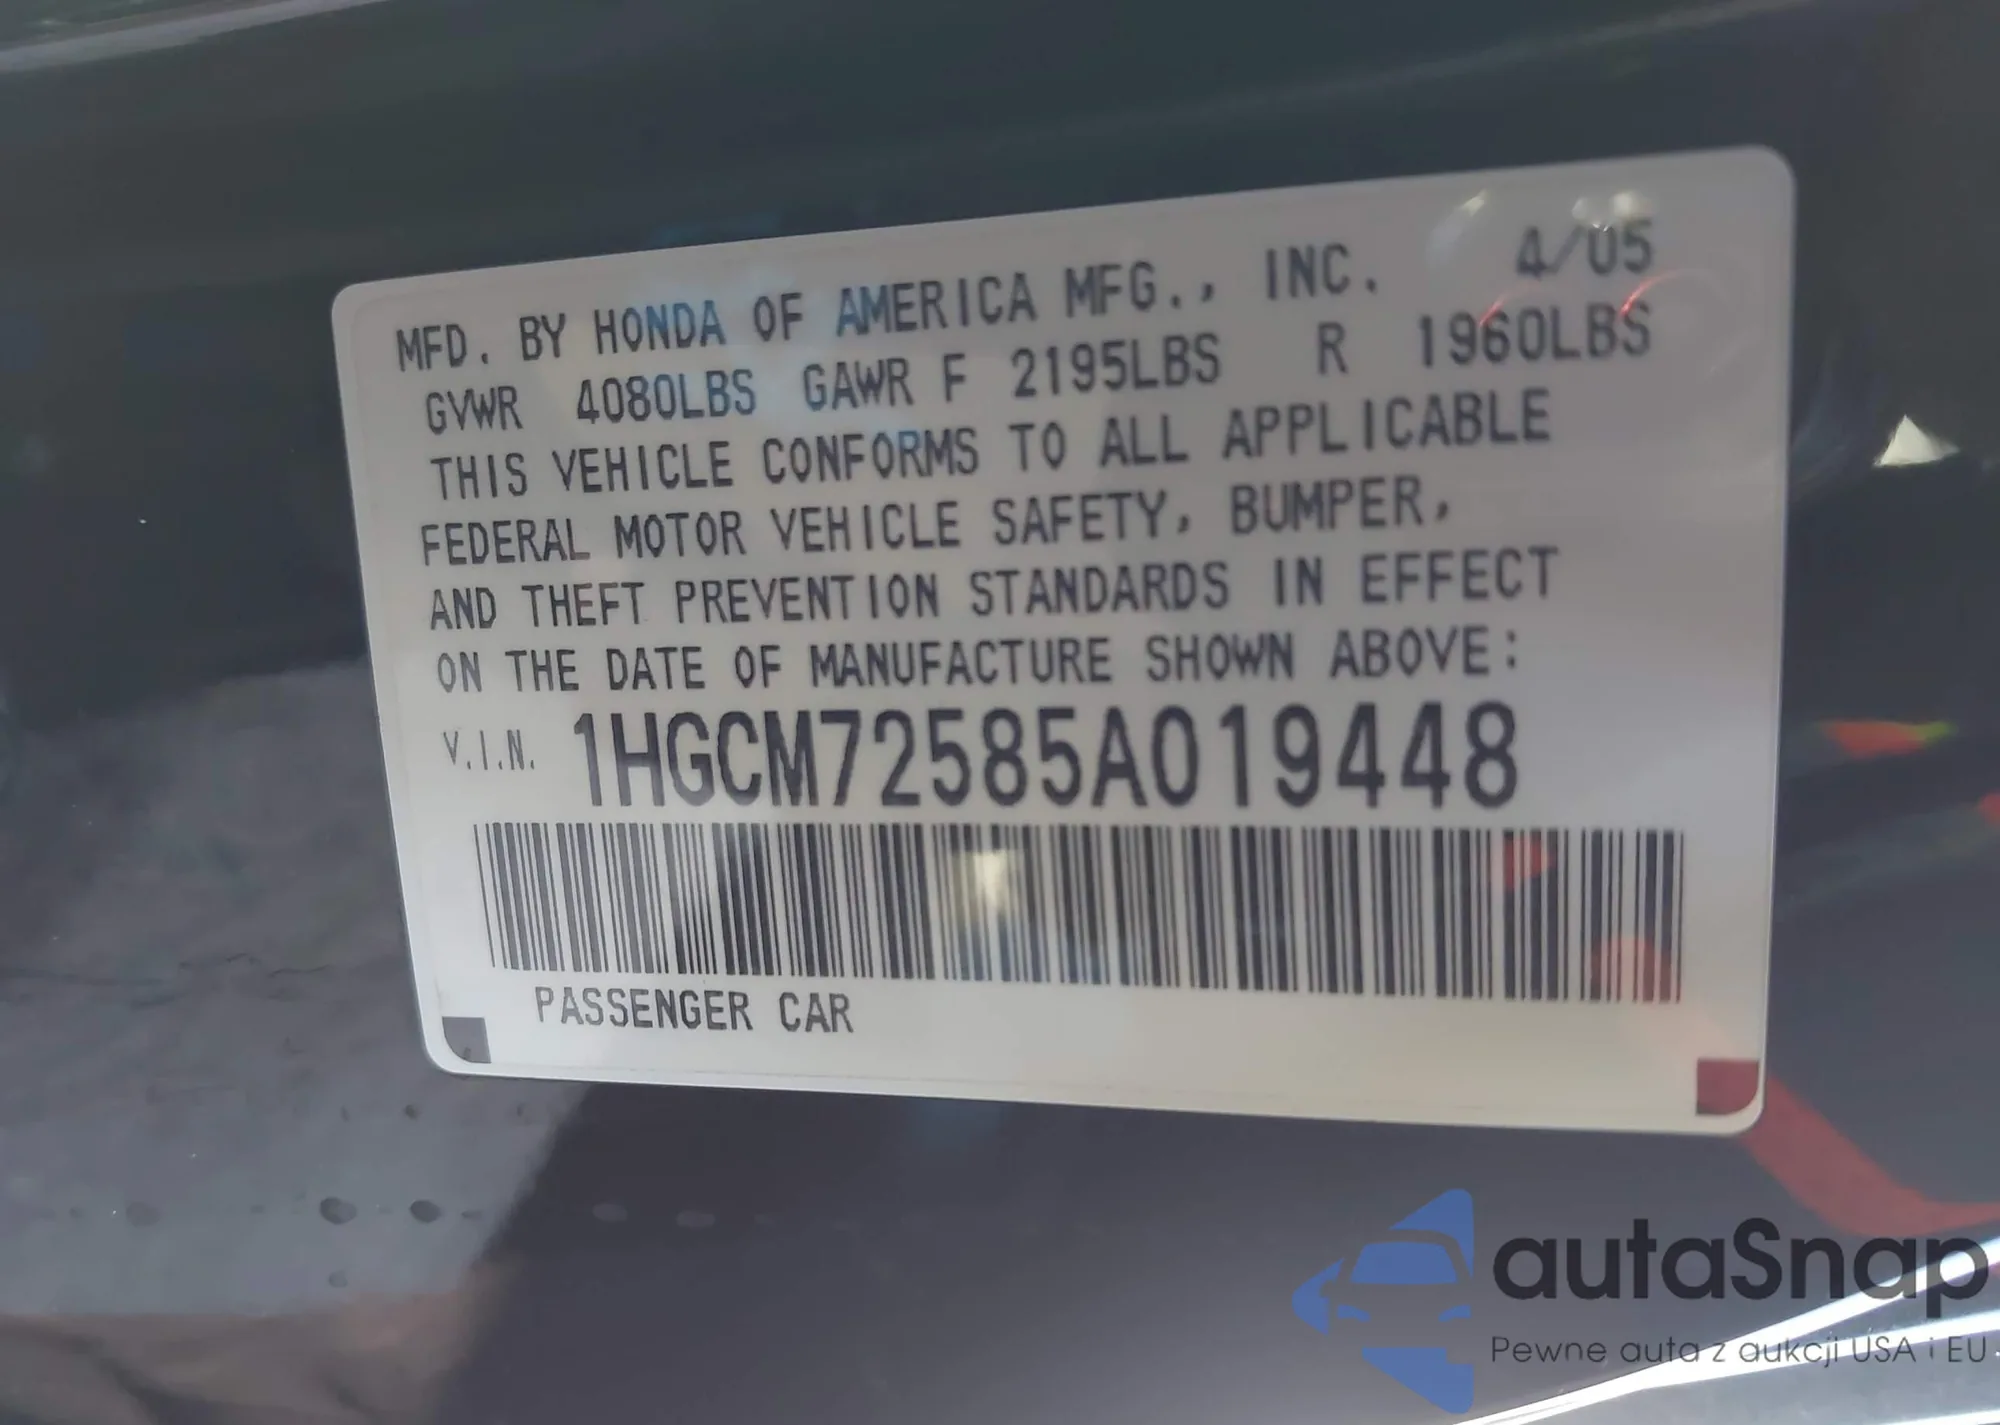 MFD. BY HONDA OF AMERICA MFG., INC. 4/05
GVWR 4080LBS GAWR F 2195LBS R 1960LBS
THIS VEHICLE CONFORMS TO ALL APPLICABLE
FEDERAL MOTOR VEHICLE SAFETY, BUMPER,
AND THEFT PREVENTION STANDARDS IN EFFECT
ON THE DATE OF MANUFACTURE SHOWN ABOVE:
V.I.N. 1HGCM72585A019448
PASSENGER CAR
autaSnap
Pewne auta z aukcji USA i EU